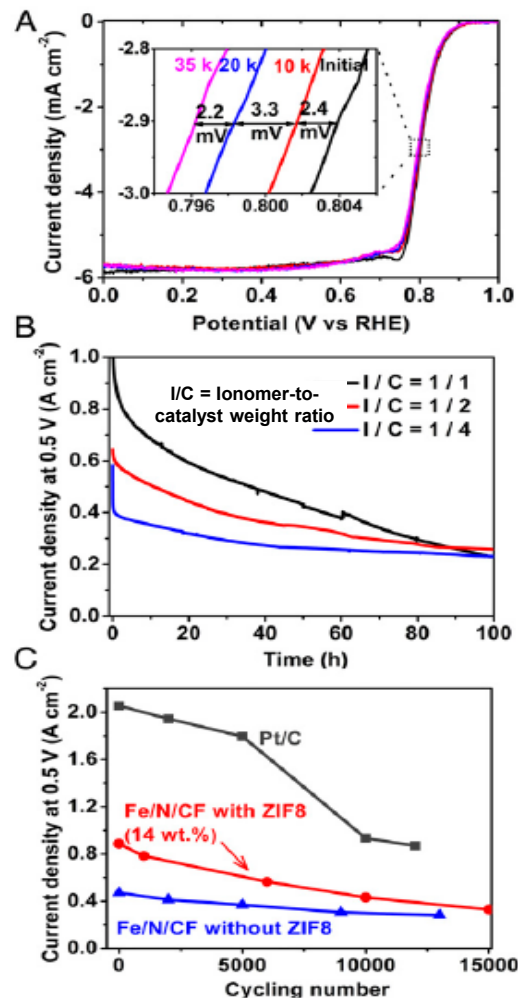 A
Current density (mA cm⁻²)
0
-2
-4
-6
-2.8
-2.9
-3.0
35 k
20 k
10 k
Initial
2.2
mV
3.3
mV
2.4
mV
0.796
0.800
0.804
0.0
0.2
0.4
0.6
0.8
1.0
Potential (V vs RHE)
B
Current density at 0.5 V (A cm⁻²)
1.0
0.8
0.6
0.4
0.2
0.0
I/C = Ionomer-to-
catalyst weight ratio
I / C = 1 / 1
I / C = 1 / 2
I / C = 1 / 4
0
20
40
60
80
100
Time (h)
C
Current density at 0.5 V (A cm⁻²)
2.0
1.6
1.2
0.8
0.4
0.0
Pt/C
Fe/N/CF with ZIF8
(14 wt.%)
Fe/N/CF without ZIF8
0
5000
10000
15000
Cycling number